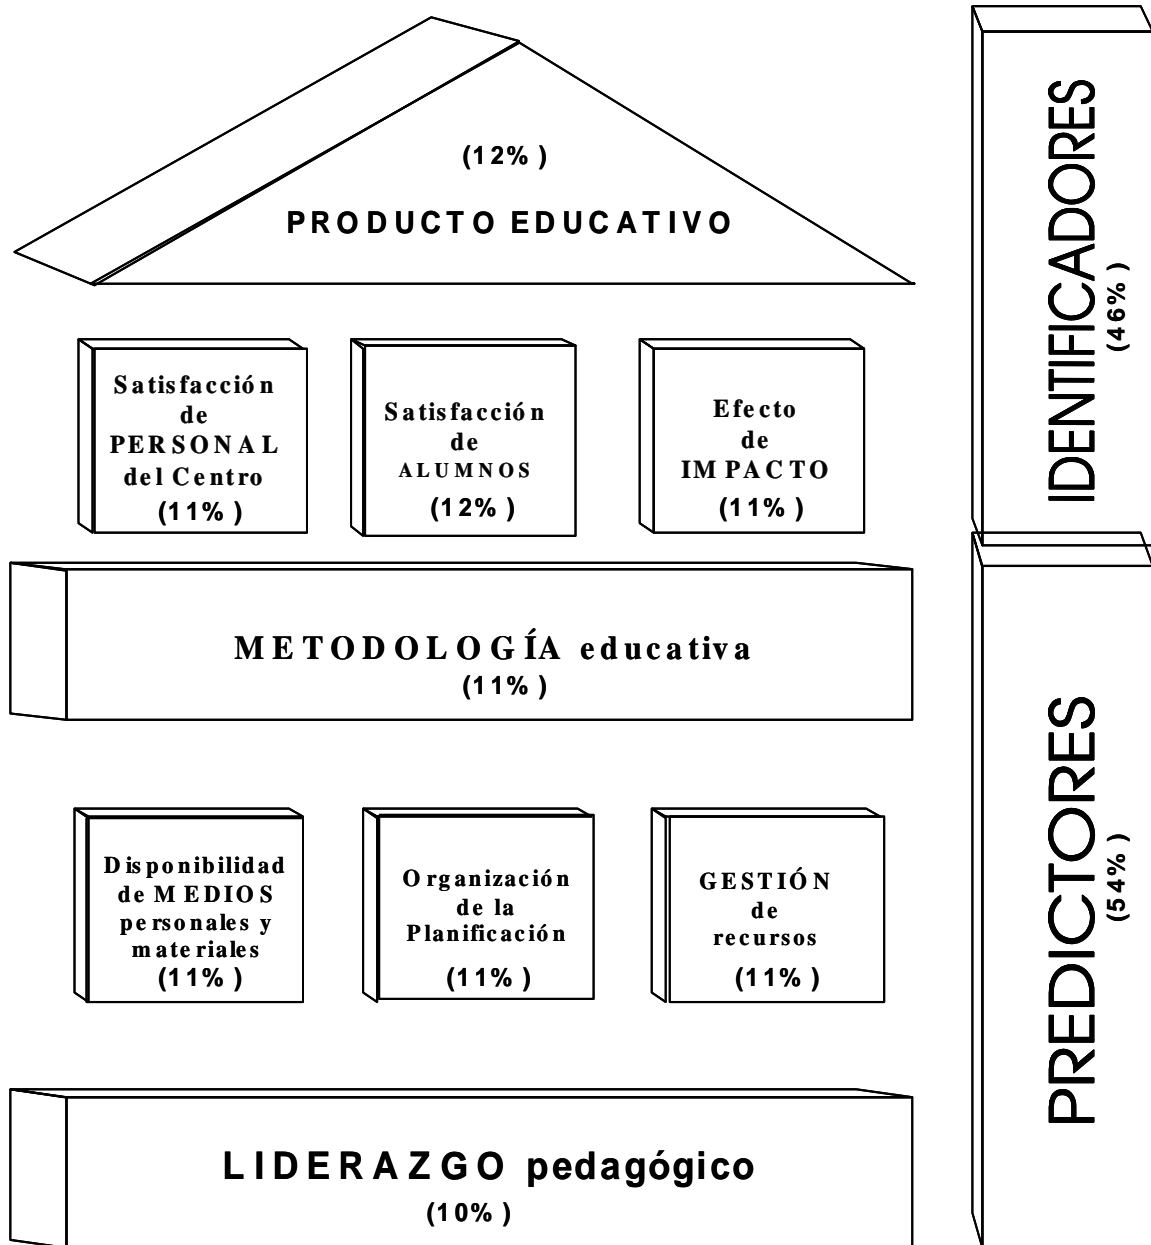 (12%)
PRODUCTO EDUCATIVO
Satisfacción
de
PERSONAL
del Centro
(11%)
Satisfacción
de
ALUMNOS
(12%)
Efecto
de
IMPACTO
(11%)
METODOLOGÍA educativa
(11%)
Disponibilidad
de MEDIOS
personales y
materiales
(11%)
Organización
de la
Planificación
(11%)
GESTIÓN
de
recursos
(11%)
LIDERAZGO pedagógico
(10%)
IDENTIFICADORES
(46%)
PREDICTORES
(54%)